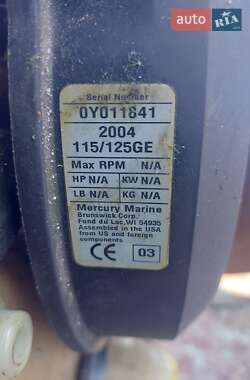 AUTO
RIA
Serial Number
0Y011841
2004
115/125GE
Max RPM N/A
HP N/A KW N/A
LB N/A KG N/A
Mercury Marine
Brunswick Corp.
Fond du Lac, WI 54935
Assembled in the USA
from US and foreign
components
CE 03